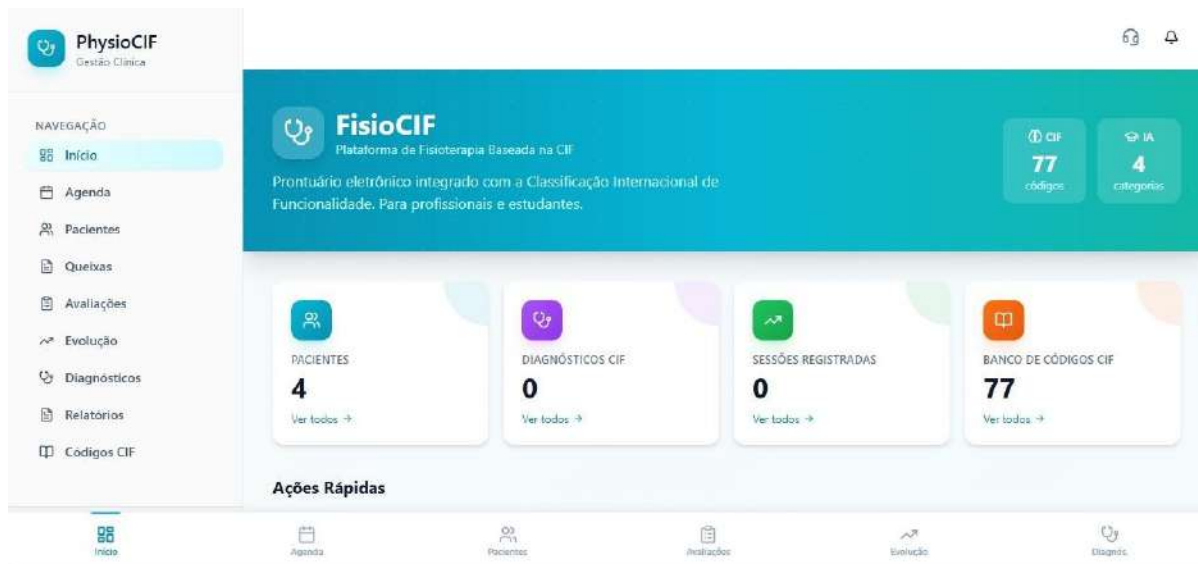 PhysioCIF
Gestão Clínica
NAVEGAÇÃO
Início
Agenda
Pacientes
Queixas
Avaliações
Evolução
Diagnósticos
Relatórios
Códigos CIF
FisioCIF
Plataforma de Fisioterapia Baseada na CIF
Prontuário eletrônico integrado com a Classificação Internacional de
Funcionalidade. Para profissionais e estudantes.
CIF
77
códigos
IA
4
categorias
PACIENTES
4
Ver todos →
DIAGNÓSTICOS CIF
0
Ver todos →
SESSÕES REGISTRADAS
0
Ver todos →
BANCO DE CÓDIGOS CIF
77
Ver todos →
Ações Rápidas
Início
Agenda
Pacientes
Avaliações
Evolução
Diagnós.